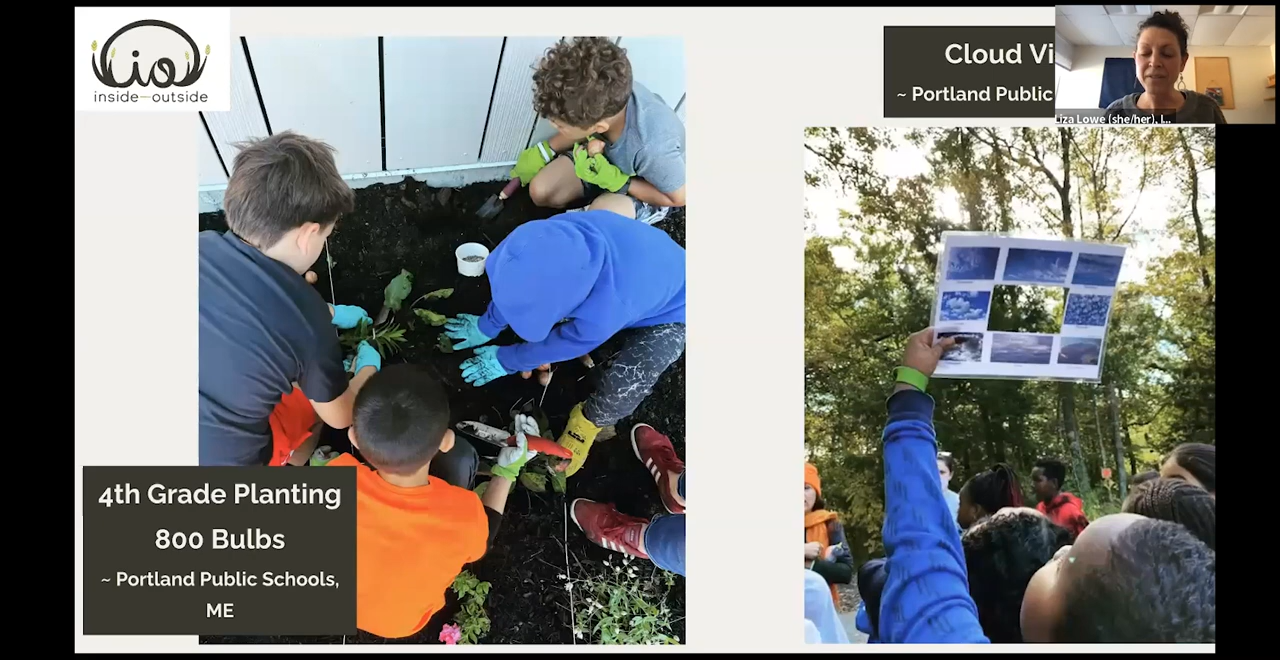 io
inside—outside
Cloud Vi
~ Portland Public
Liza Lowe (she/her), I...
4th Grade Planting
800 Bulbs
~ Portland Public Schools,
ME